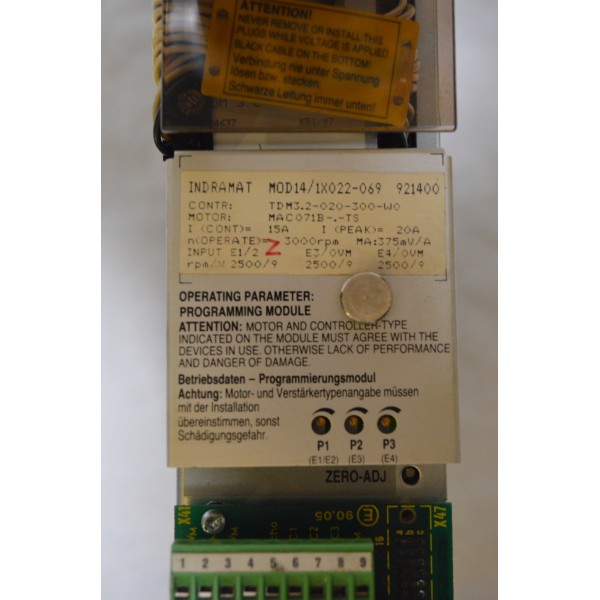 ATTENTION!
NEVER REMOVE OR INSTALL THIS
PLUGS WHILE VOLTAGE IS APPLIED
BLACK CABLE ON THE BOTTOM!
Verbindung nie unter Spannung
lösen bzw. stecken.
Schwarze Leitung immer unten!
INDRAMAT MOD14/1X022-069 921400
CONTR: TDM3.2-020-300-W0
MOTOR: MAC071B-.-TS
I (CONT)= 15A I (PEAK)= 20A
n(OPERATE)= 3000rpm MA:375mV/A
INPUT E1/2 E3/0VM E4/0VM
rpm/V 2500/9 2500/9 2500/9
OPERATING PARAMETER:
PROGRAMMING MODULE
ATTENTION: MOTOR AND CONTROLLER-TYPE
INDICATED ON THE MODULE MUST AGREE WITH THE
DEVICES IN USE. OTHERWISE LACK OF PERFORMANCE
AND DANGER OF DAMAGE.
Betriebsdaten – Programmierungsmodul
Achtung: Motor- und Verstärkertypenangabe müssen
mit der Installation
übereinstimmen, sonst
Schädigungsgefahr.
P1 P2 P3
(E1/E2) (E3) (E4)
ZERO-ADJ
X41 90.05 X47
1 2 3 4 5 6 7 8 9